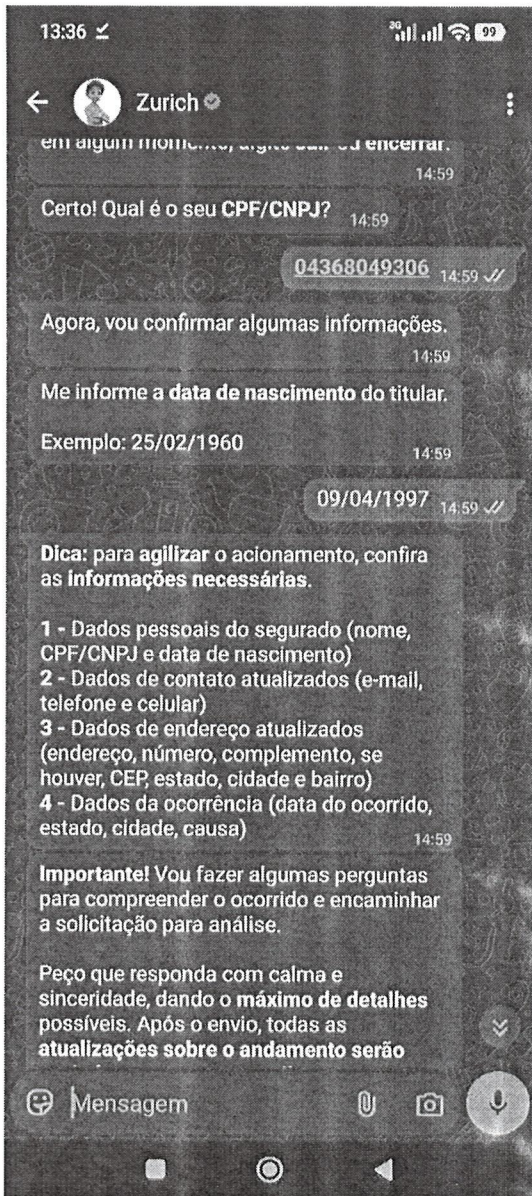 13:36
3G
99
Zurich
encerrar.
14:59
Certo! Qual é o seu CPF/CNPJ?
14:59
04368049306
14:59
Agora, vou confirmar algumas informações.
14:59
Me informe a data de nascimento do titular.
Exemplo: 25/02/1960
14:59
09/04/1997
14:59
Dica: para agilizar o acionamento, confira
as informações necessárias.
1 - Dados pessoais do segurado (nome,
CPF/CNPJ e data de nascimento)
2 - Dados de contato atualizados (e-mail,
telefone e celular)
3 - Dados de endereço atualizados
(endereço, número, complemento, se
houver, CEP, estado, cidade e bairro)
4 - Dados da ocorrência (data do ocorrido,
estado, cidade, causa)
14:59
Importante! Vou fazer algumas perguntas
para compreender o ocorrido e encaminhar
a solicitação para análise.
Peço que responda com calma e
sinceridade, dando o máximo de detalhes
possíveis. Após o envio, todas as
atualizações sobre o andamento serão
Mensagem